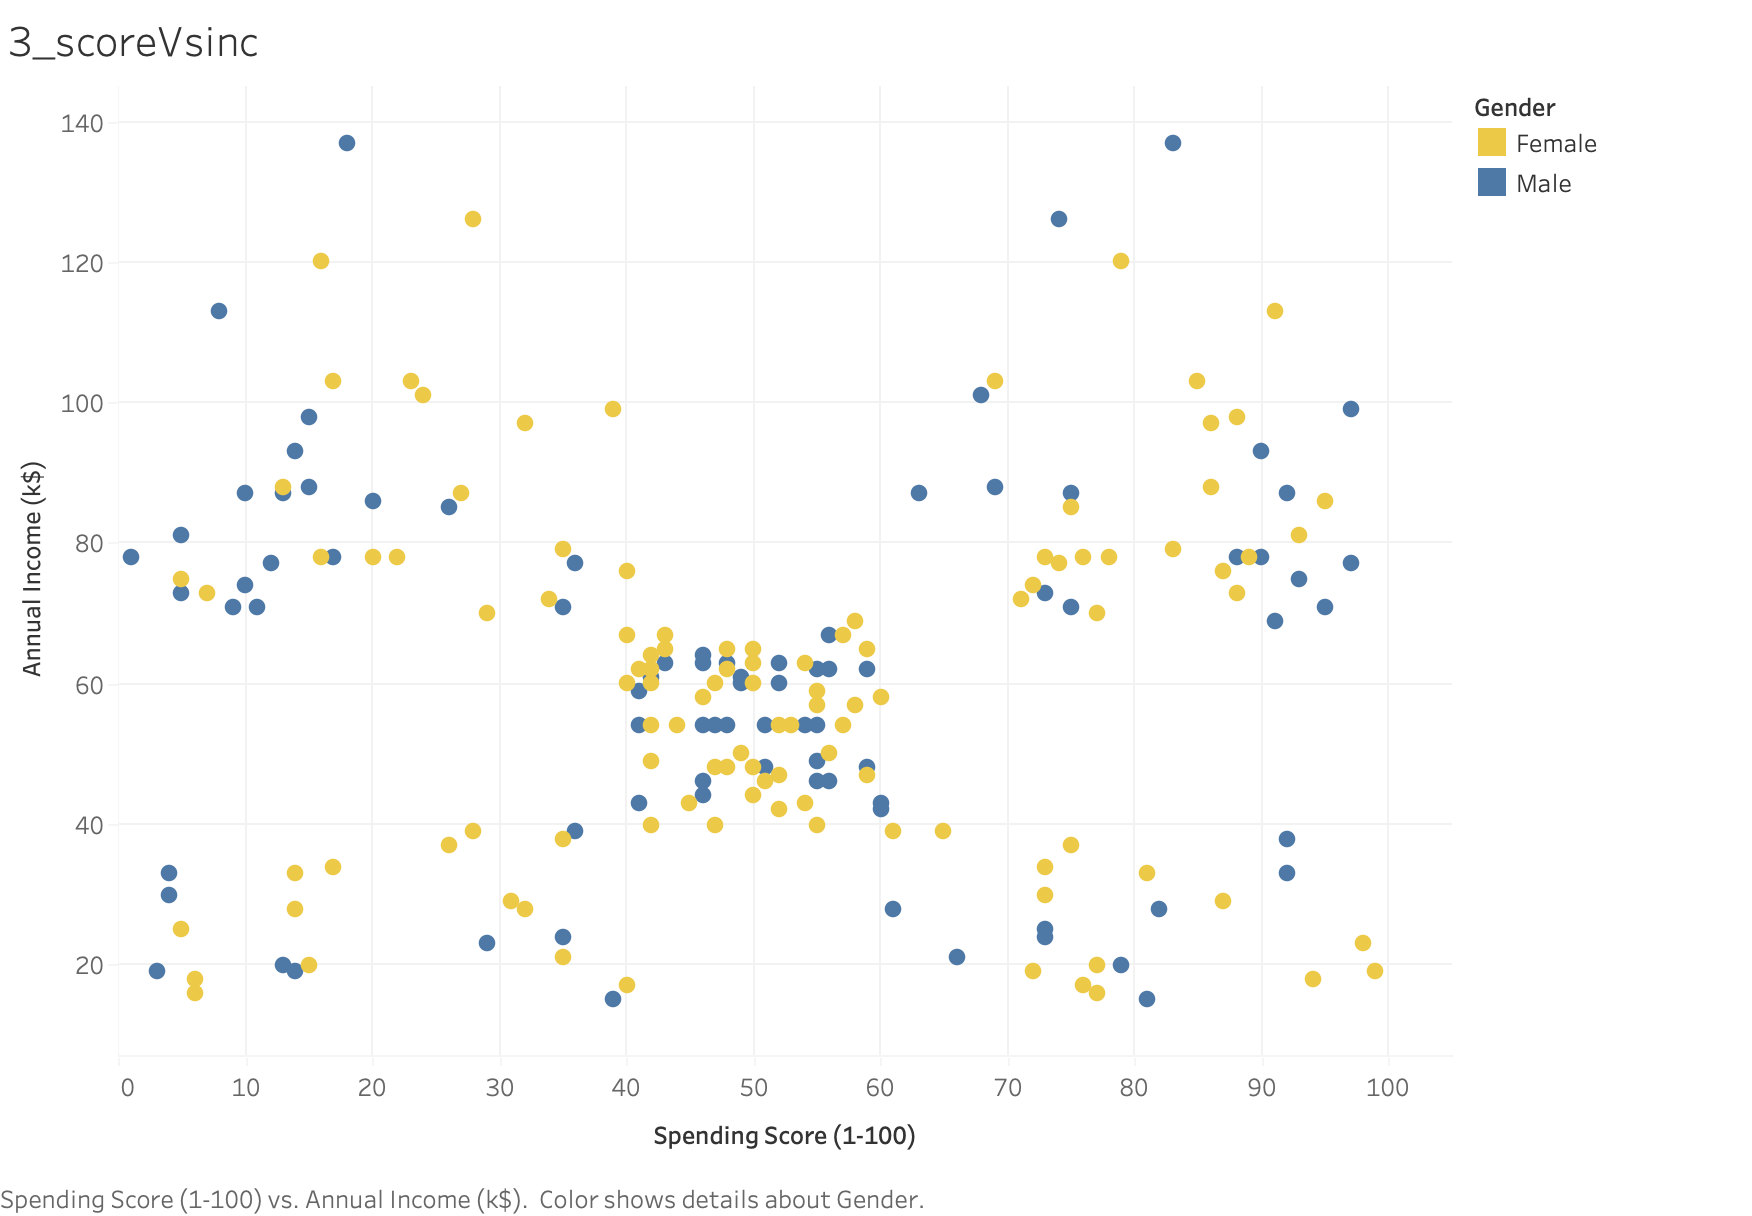 3_scoreVsinc
Gender
Female
Male
140
120
100
80
60
40
20
Annual Income (k$)
0 10 20 30 40 50 60 70 80 90 100
Spending Score (1-100)
Spending Score (1-100) vs. Annual Income (k$).  Color shows details about Gender.